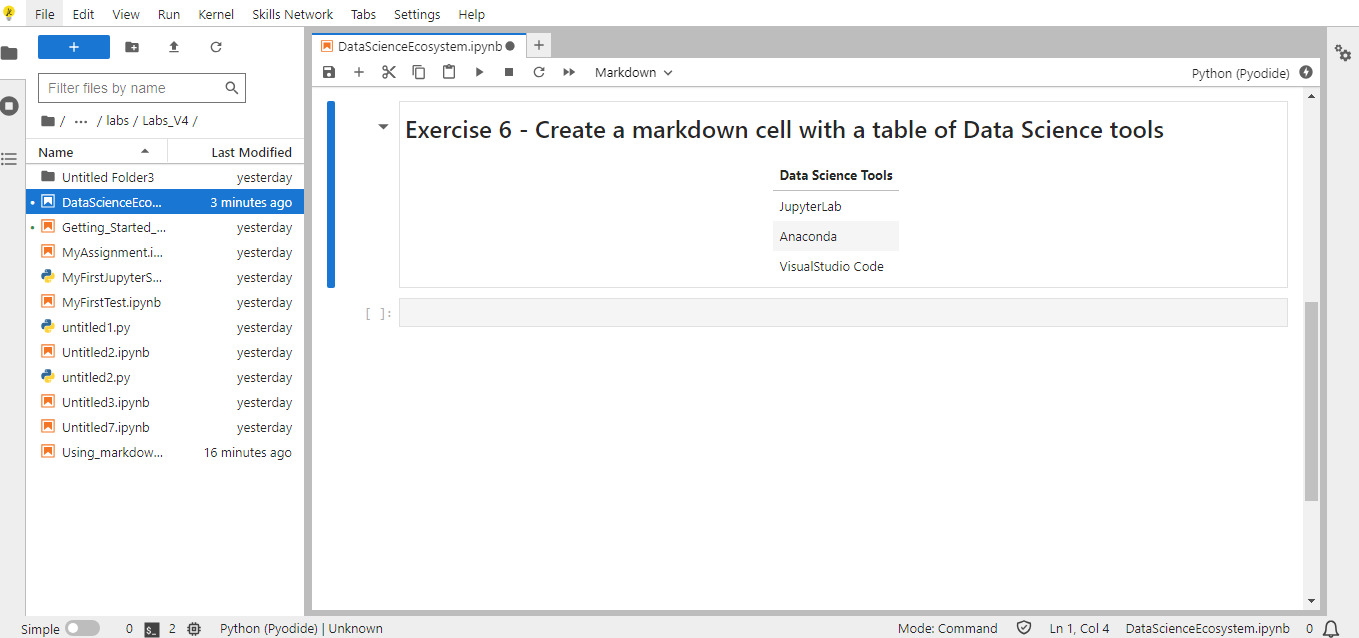 File Edit View Run Kernel Skills Network Tabs Settings Help
+
Filter files by name
/ ··· / labs / Labs_V4 /
Name Last Modified
Untitled Folder3 yesterday
DataScienceEco... 3 minutes ago
Getting_Started_... yesterday
MyAssignment.i... yesterday
MyFirstJupyterS... yesterday
MyFirstTest.ipynb yesterday
untitled1.py yesterday
Untitled2.ipynb yesterday
untitled2.py yesterday
Untitled3.ipynb yesterday
Untitled7.ipynb yesterday
Using_markdow... 16 minutes ago
DataScienceEcosystem.ipynb +
+ Markdown Python (Pyodide)
Exercise 6 - Create a markdown cell with a table of Data Science tools
Data Science Tools
JupyterLab
Anaconda
VisualStudio Code
[ ]:
Simple 0 $_ 2 Python (Pyodide) | Unknown Mode: Command Ln 1, Col 4 DataScienceEcosystem.ipynb 0